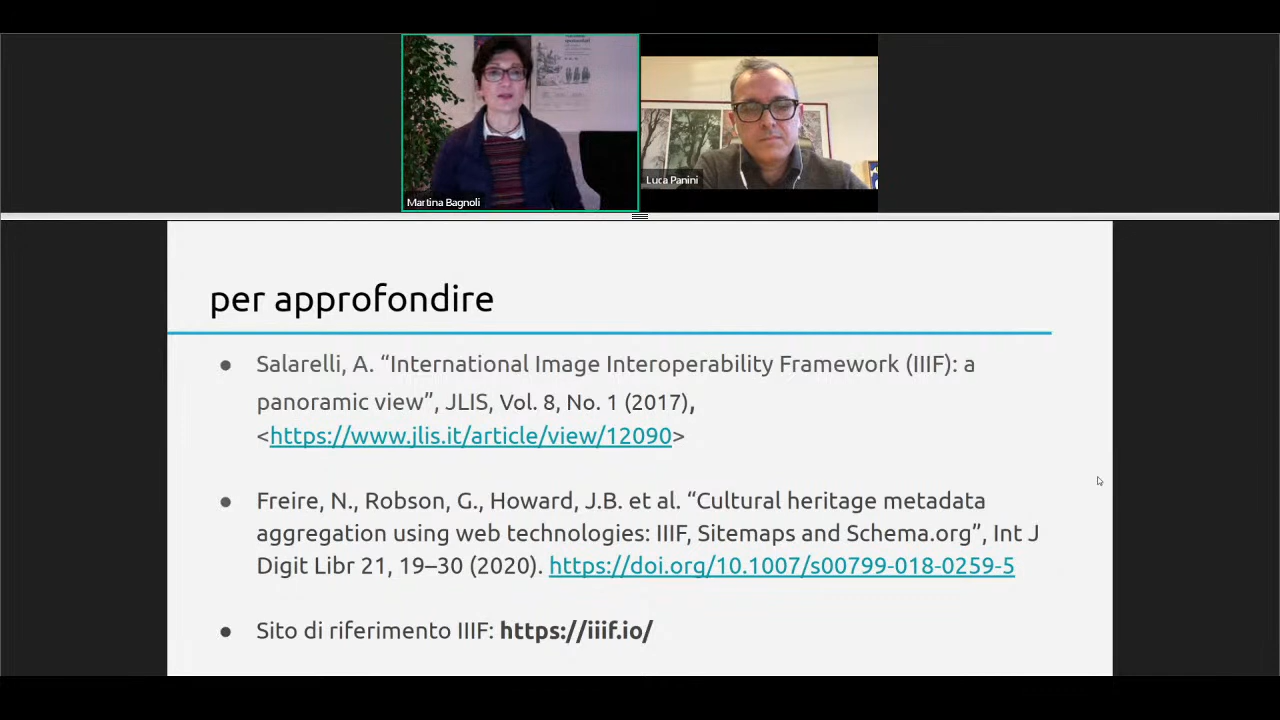 Martina Bagnoli
Luca Panini
per approfondire
● Salarelli, A. “International Image Interoperability Framework (IIIF): a
panoramic view”, JLIS, Vol. 8, No. 1 (2017),
<https://www.jlis.it/article/view/12090>
● Freire, N., Robson, G., Howard, J.B. et al. “Cultural heritage metadata
aggregation using web technologies: IIIF, Sitemaps and Schema.org”, Int J
Digit Libr 21, 19–30 (2020). https://doi.org/10.1007/s00799-018-0259-5
● Sito di riferimento IIIF: https://iiif.io/